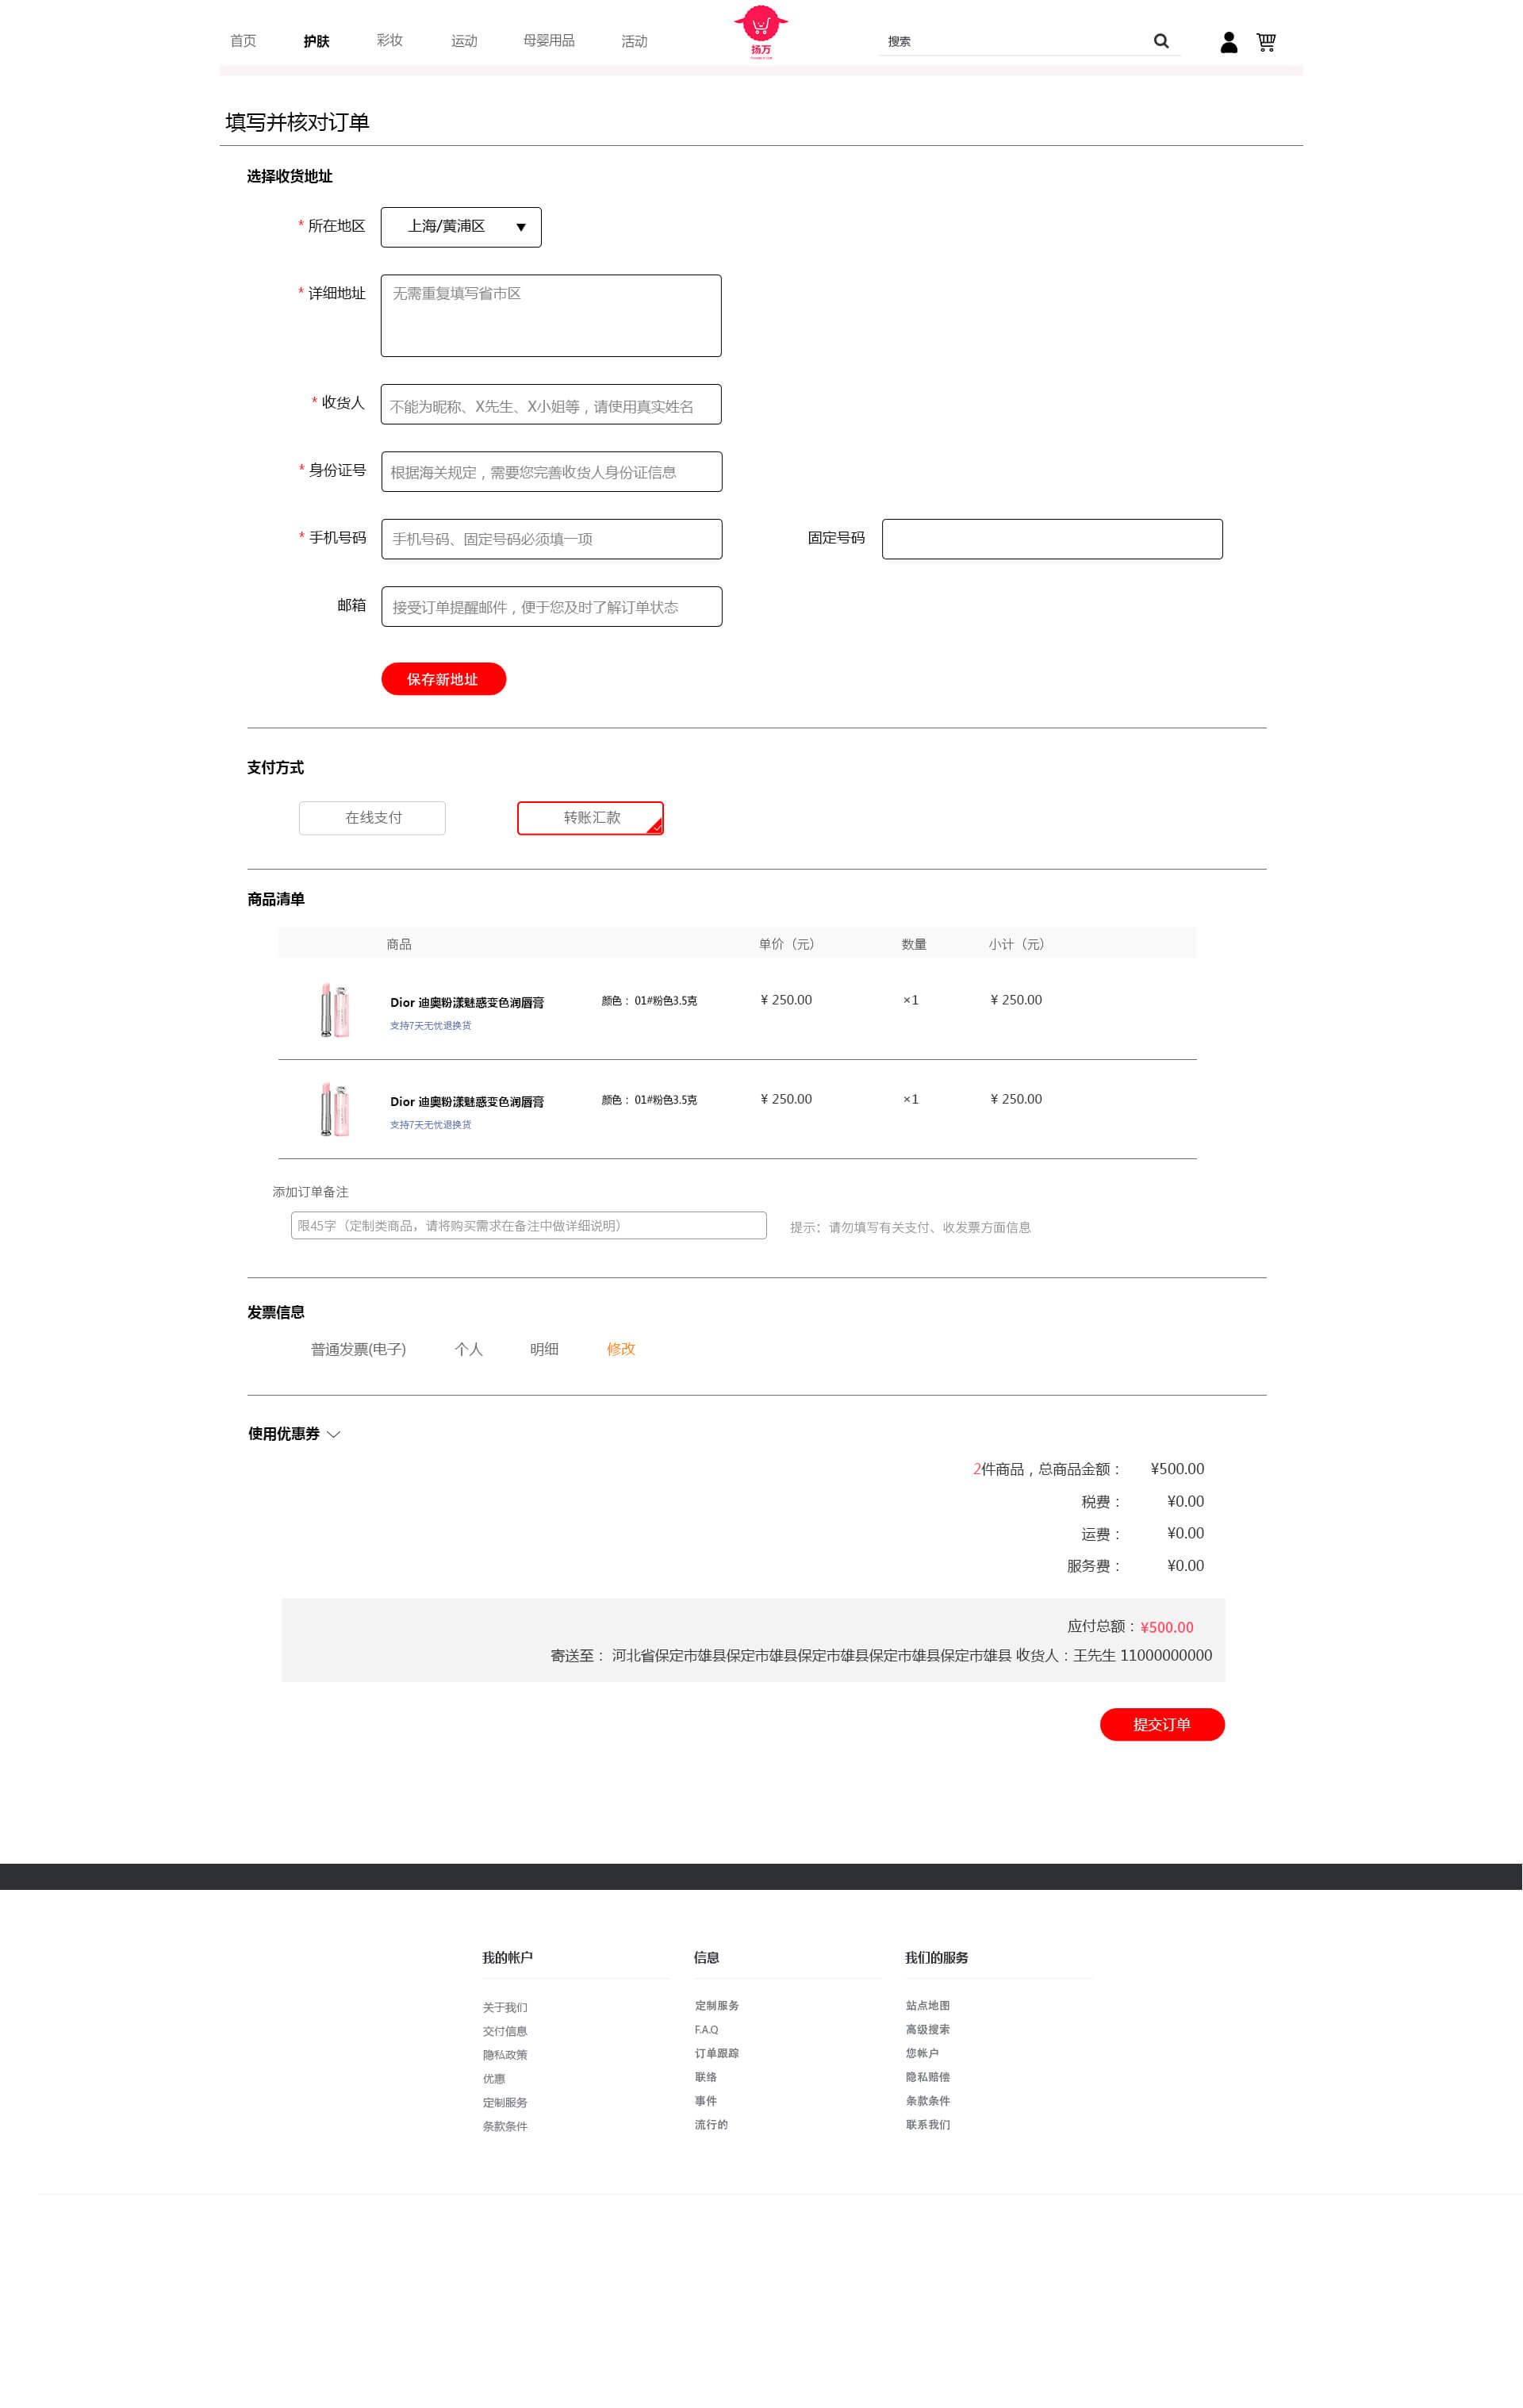 首页 护肤 彩妆 运动 母婴用品 活动 扬万 搜索
填写并核对订单
选择收货地址
* 所在地区 上海/黄浦区
* 详细地址 无需重复填写省市区
* 收货人 不能为昵称、X先生、X小姐等，请使用真实姓名
* 身份证号 根据海关规定，需要您完善收货人身份证信息
* 手机号码 手机号码、固定号码必须填一项 固定号码
邮箱 接受订单提醒邮件，便于您及时了解订单状态
保存新地址
支付方式
在线支付 转账汇款
商品清单
商品 单价（元） 数量 小计（元）
Dior 迪奥粉漾魅惑变色润唇膏 颜色： 01#粉色3.5克 ¥ 250.00 ×1 ¥ 250.00
支持7天无忧退换货
Dior 迪奥粉漾魅惑变色润唇膏 颜色： 01#粉色3.5克 ¥ 250.00 ×1 ¥ 250.00
支持7天无忧退换货
添加订单备注
限45字（定制类商品，请将购买需求在备注中做详细说明） 提示：请勿填写有关支付、收发票方面信息
发票信息
普通发票(电子) 个人 明细 修改
使用优惠券
2件商品，总商品金额： ¥500.00
税费： ¥0.00
运费： ¥0.00
服务费： ¥0.00
应付总额：¥500.00
寄送至： 河北省保定市雄县保定市雄县保定市雄县保定市雄县保定市雄县 收货人：王先生 11000000000
提交订单
我的帐户 信息 我们的服务
关于我们 定制服务 站点地图
交付信息 F.A.Q 高级搜索
隐私政策 订单跟踪 您帐户
优惠 联络 隐私赔偿
定制服务 事件 条款条件
条款条件 流行的 联系我们